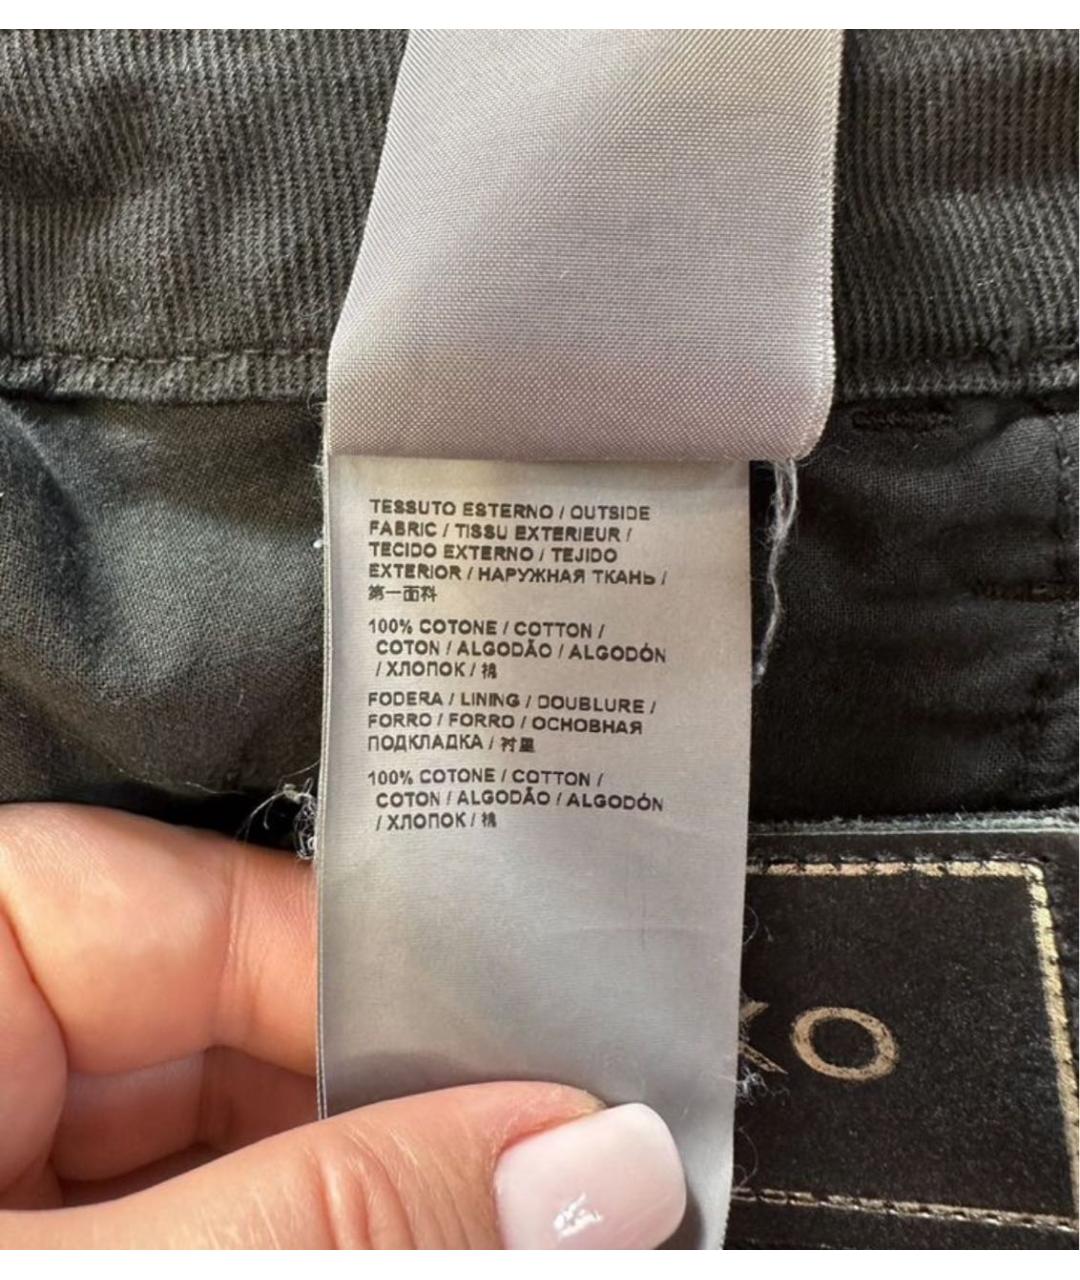 TESSUTO ESTERNO / OUTSIDE
FABRIC / TISSU EXTERIEUR /
TECIDO EXTERNO / TEJIDO
EXTERIOR / НАРУЖНАЯ ТКАНЬ /
第一面料
100% COTONE / COTTON /
COTON / ALGODÃO / ALGODÓN
/ ХЛОПОК / 棉
FODERA / LINING / DOUBLURE /
FORRO / FORRO / ОСНОВНАЯ
ПОДКЛАДКА / 衬里
100% COTONE / COTTON /
COTON / ALGODÃO / ALGODÓN
/ ХЛОПОК / 棉
KO